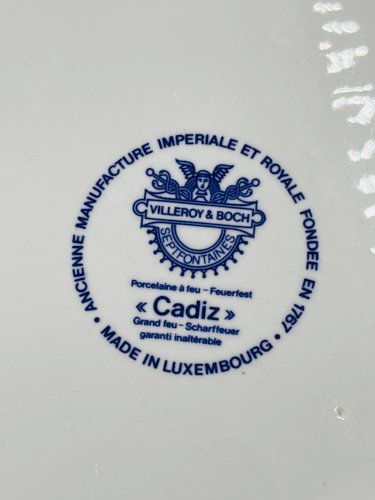 ANCIENNE MANUFACTURE IMPERIALE ET ROYALE FONDEE EN 1767 •
VILLEROY & BOCH
SEPTFONTAINES
Porcelaine à feu - Feuerfest
« Cadiz »
Grand feu - Scharffeuer
garanti inaltérable
• MADE IN LUXEMBOURG •